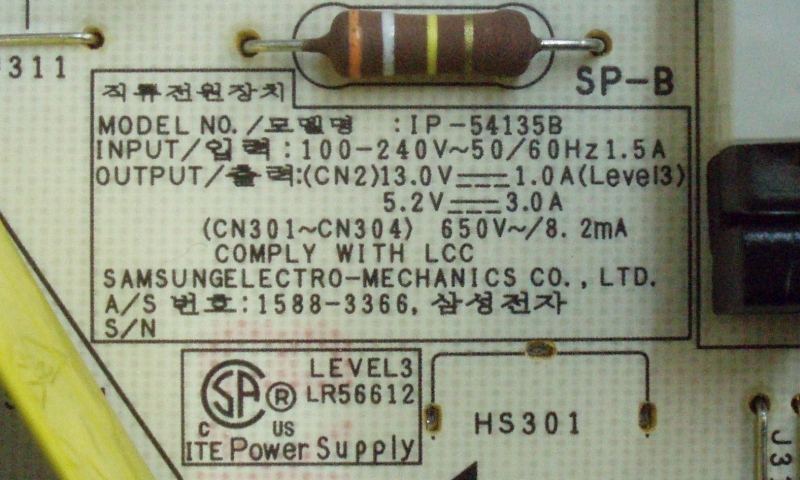 311
SP-B
직류전원장치
MODEL NO./모델명 :IP-54135B
INPUT/입력:100-240V~50/60Hz 1.5A
OUTPUT/출력:(CN2)13.0V⎓1.0A(Level3)
5.2V⎓3.0A
(CN301~CN304) 650V~/8.2mA
COMPLY WITH LCC
SAMSUNGELECTRO-MECHANICS CO., LTD.
A/S 번호:1588-3366, 삼성전자
S/N
LEVEL3
SA ® LR56612
C US
ITE Power Supply
HS301